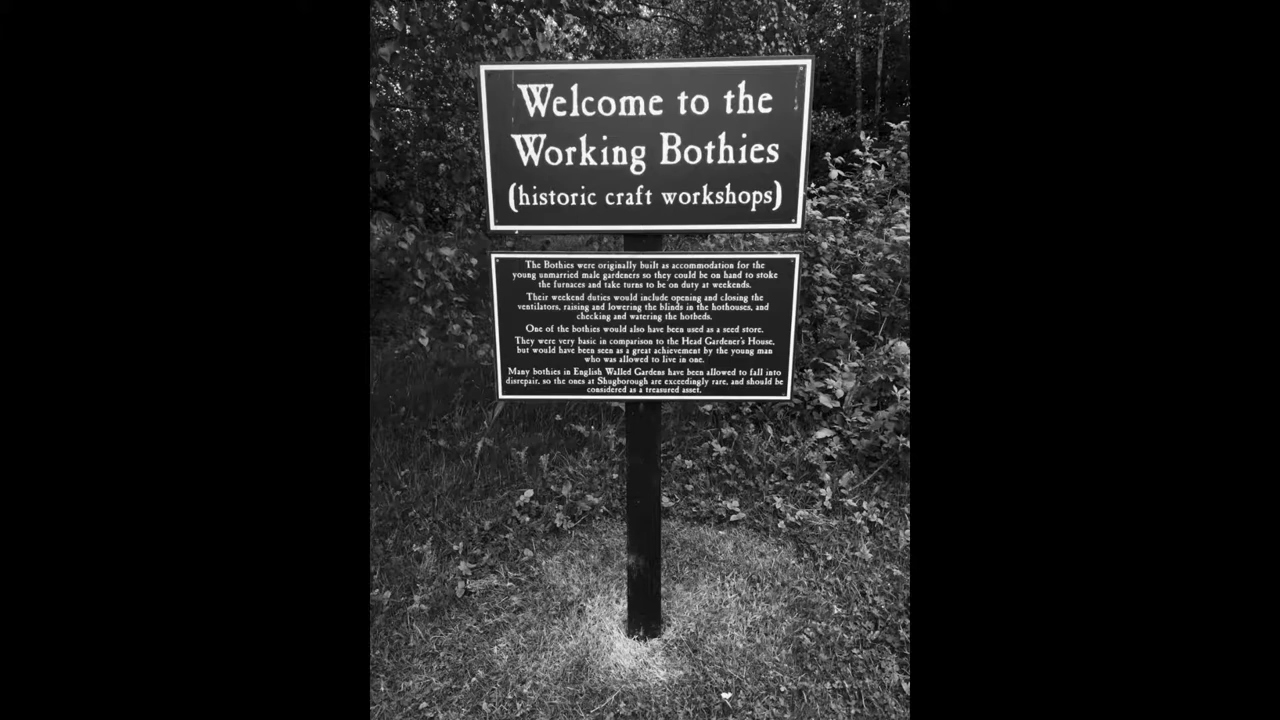 Welcome to the
Working Bothies
(historic craft workshops)
The Bothies were originally built as accommodation for the
young unmarried male gardeners so they could be on hand to stoke
the furnaces and take turns to be on duty at weekends.
Their weekend duties would include opening and closing the
ventilators, raising and lowering the blinds in the hothouses, and
checking and watering the hotbeds.
One of the bothies would also have been used as a seed store.
They were very basic in comparison to the Head Gardener's House,
but would have been seen as a great achievement by the young man
who was allowed to live in one.
Many bothies in English Walled Gardens have been allowed to fall into
disrepair, so the ones at Shugborough are exceedingly rare, and should be
considered as a treasured asset.